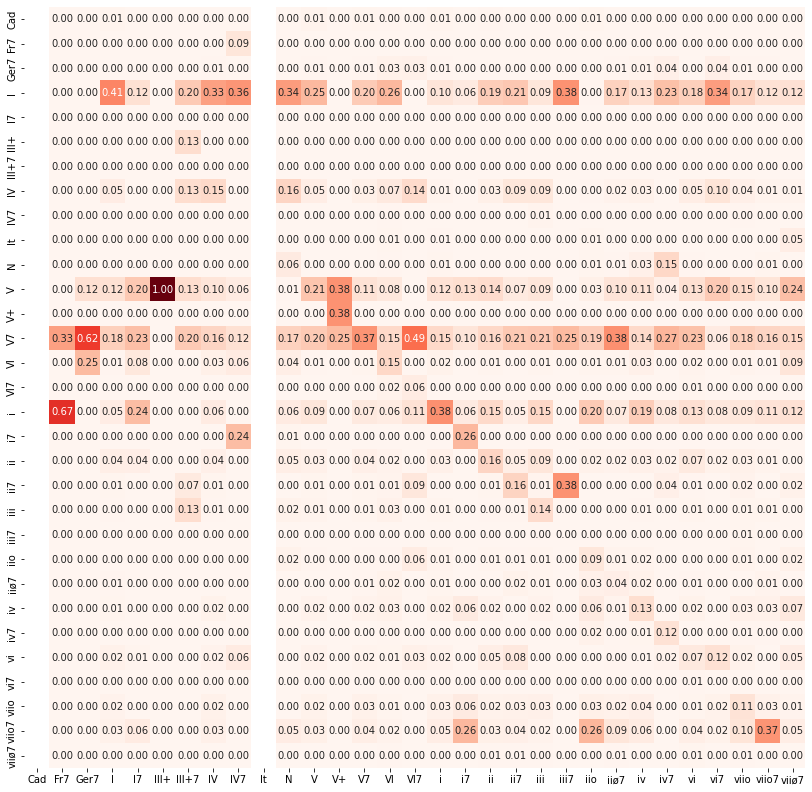 Cad 0.00 0.00 0.01 0.00 0.00 0.00 0.00 0.00 0.00 0.01 0.00 0.01 0.00 0.00 0.01 0.00 0.01 0.00 0.00 0.00 0.01 0.00 0.00 0.00 0.00 0.00 0.00 0.00 0.00
Fr7 0.00 0.00 0.00 0.00 0.00 0.00 0.00 0.09 0.00 0.00 0.00 0.00 0.00 0.00 0.00 0.00 0.00 0.00 0.00 0.00 0.00 0.00 0.00 0.00 0.00 0.00 0.00 0.00 0.00
Ger7 0.00 0.00 0.00 0.00 0.00 0.00 0.01 0.00 0.00 0.01 0.00 0.01 0.03 0.03 0.01 0.00 0.00 0.00 0.00 0.00 0.00 0.01 0.01 0.04 0.00 0.04 0.01 0.00 0.00
I 0.00 0.00 0.41 0.12 0.00 0.20 0.33 0.36 0.34 0.25 0.00 0.20 0.26 0.00 0.10 0.06 0.19 0.21 0.09 0.38 0.00 0.17 0.13 0.23 0.18 0.34 0.17 0.12 0.12
I7 0.00 0.00 0.00 0.00 0.00 0.00 0.00 0.00 0.00 0.00 0.00 0.00 0.00 0.00 0.00 0.00 0.00 0.00 0.00 0.00 0.00 0.00 0.00 0.00 0.00 0.00 0.00 0.00 0.00
III+ 0.00 0.00 0.00 0.00 0.00 0.13 0.00 0.00 0.00 0.00 0.00 0.00 0.00 0.00 0.00 0.00 0.00 0.00 0.00 0.00 0.00 0.00 0.00 0.00 0.00 0.00 0.00 0.00 0.00
III+7 0.00 0.00 0.00 0.00 0.00 0.00 0.00 0.00 0.00 0.00 0.00 0.00 0.00 0.00 0.00 0.00 0.00 0.00 0.00 0.00 0.00 0.00 0.00 0.00 0.00 0.00 0.00 0.00 0.00
IV 0.00 0.00 0.05 0.00 0.00 0.13 0.15 0.00 0.16 0.05 0.00 0.03 0.07 0.14 0.01 0.00 0.03 0.09 0.09 0.00 0.00 0.02 0.03 0.00 0.05 0.10 0.04 0.01 0.01
IV7 0.00 0.00 0.00 0.00 0.00 0.00 0.00 0.00 0.00 0.00 0.00 0.00 0.00 0.00 0.00 0.00 0.00 0.00 0.01 0.00 0.00 0.00 0.00 0.00 0.00 0.00 0.00 0.00 0.00
It 0.00 0.00 0.00 0.00 0.00 0.00 0.00 0.00 0.00 0.00 0.00 0.00 0.01 0.00 0.01 0.00 0.00 0.00 0.00 0.00 0.01 0.00 0.00 0.00 0.00 0.00 0.00 0.00 0.05
N 0.00 0.00 0.00 0.00 0.00 0.00 0.00 0.00 0.06 0.00 0.00 0.00 0.00 0.00 0.01 0.00 0.00 0.00 0.00 0.00 0.01 0.01 0.03 0.15 0.00 0.00 0.00 0.00 0.00
V 0.00 0.12 0.12 0.20 1.00 0.13 0.10 0.06 0.01 0.21 0.38 0.11 0.08 0.00 0.12 0.13 0.14 0.07 0.09 0.00 0.03 0.10 0.11 0.04 0.13 0.20 0.15 0.10 0.24
V+ 0.00 0.00 0.00 0.00 0.00 0.00 0.00 0.00 0.00 0.00 0.38 0.00 0.00 0.00 0.00 0.00 0.00 0.00 0.00 0.00 0.00 0.00 0.00 0.00 0.00 0.00 0.00 0.00 0.00
V7 0.33 0.62 0.18 0.23 0.00 0.20 0.16 0.12 0.17 0.20 0.25 0.37 0.15 0.49 0.15 0.10 0.16 0.21 0.21 0.25 0.19 0.38 0.14 0.27 0.23 0.06 0.18 0.16 0.15
VI 0.00 0.25 0.01 0.08 0.00 0.00 0.03 0.06 0.04 0.01 0.00 0.01 0.15 0.00 0.02 0.00 0.01 0.01 0.01 0.00 0.01 0.01 0.03 0.00 0.02 0.00 0.01 0.01 0.09
VI7 0.00 0.00 0.00 0.00 0.00 0.00 0.00 0.00 0.00 0.00 0.00 0.00 0.02 0.06 0.00 0.00 0.00 0.00 0.00 0.00 0.00 0.00 0.00 0.00 0.01 0.00 0.00 0.00 0.00
i 0.67 0.00 0.05 0.24 0.00 0.00 0.06 0.00 0.06 0.09 0.00 0.07 0.06 0.11 0.38 0.06 0.15 0.05 0.15 0.00 0.20 0.07 0.19 0.08 0.13 0.08 0.09 0.11 0.12
i7 0.00 0.00 0.00 0.00 0.00 0.00 0.00 0.24 0.01 0.00 0.00 0.00 0.00 0.00 0.00 0.26 0.00 0.00 0.00 0.00 0.00 0.00 0.00 0.00 0.00 0.00 0.00 0.00 0.00
ii 0.00 0.00 0.04 0.04 0.00 0.00 0.04 0.00 0.05 0.03 0.00 0.04 0.02 0.00 0.03 0.00 0.16 0.05 0.09 0.00 0.02 0.02 0.03 0.02 0.07 0.02 0.03 0.01 0.00
ii7 0.00 0.00 0.01 0.00 0.00 0.07 0.01 0.00 0.00 0.01 0.00 0.01 0.01 0.09 0.00 0.00 0.01 0.16 0.01 0.38 0.00 0.00 0.00 0.04 0.01 0.02 0.00 0.00 0.02
iii 0.00 0.00 0.00 0.00 0.00 0.13 0.01 0.00 0.02 0.01 0.00 0.01 0.03 0.00 0.01 0.00 0.01 0.00 0.14 0.00 0.00 0.00 0.00 0.00 0.01 0.00 0.01 0.00 0.00
iii7 0.00 0.00 0.00 0.00 0.00 0.00 0.00 0.00 0.00 0.00 0.00 0.00 0.00 0.00 0.00 0.00 0.00 0.00 0.00 0.00 0.00 0.00 0.00 0.00 0.00 0.00 0.00 0.00 0.00
iio 0.00 0.00 0.00 0.00 0.00 0.00 0.00 0.00 0.02 0.00 0.00 0.00 0.00 0.06 0.01 0.00 0.01 0.01 0.01 0.00 0.09 0.01 0.02 0.00 0.00 0.00 0.01 0.00 0.02
iiø7 0.00 0.00 0.01 0.00 0.00 0.00 0.00 0.00 0.00 0.00 0.00 0.01 0.02 0.00 0.01 0.00 0.00 0.02 0.01 0.00 0.03 0.04 0.02 0.00 0.01 0.00 0.00 0.01 0.00
iv 0.00 0.00 0.01 0.00 0.00 0.00 0.02 0.00 0.00 0.02 0.00 0.02 0.03 0.00 0.02 0.06 0.02 0.00 0.02 0.00 0.06 0.01 0.13 0.00 0.02 0.00 0.03 0.03 0.07
iv7 0.00 0.00 0.00 0.00 0.00 0.00 0.00 0.00 0.00 0.00 0.00 0.00 0.00 0.00 0.00 0.00 0.00 0.00 0.00 0.00 0.02 0.00 0.01 0.12 0.00 0.00 0.01 0.00 0.00
vi 0.00 0.00 0.02 0.01 0.00 0.00 0.02 0.06 0.00 0.02 0.00 0.02 0.01 0.03 0.01 0.00 0.05 0.08 0.00 0.00 0.00 0.00 0.01 0.02 0.07 0.12 0.02 0.00 0.05
vi7 0.00 0.00 0.00 0.00 0.00 0.00 0.00 0.00 0.00 0.00 0.00 0.00 0.00 0.00 0.00 0.00 0.00 0.00 0.00 0.00 0.00 0.00 0.00 0.00 0.01 0.00 0.00 0.00 0.00
viio 0.00 0.00 0.02 0.00 0.00 0.00 0.02 0.00 0.00 0.02 0.00 0.03 0.01 0.00 0.03 0.06 0.02 0.03 0.03 0.00 0.03 0.02 0.04 0.00 0.01 0.02 0.11 0.03 0.01
viio7 0.00 0.00 0.03 0.06 0.00 0.00 0.03 0.00 0.05 0.03 0.00 0.04 0.02 0.00 0.05 0.26 0.03 0.04 0.02 0.00 0.26 0.09 0.06 0.00 0.04 0.02 0.10 0.37 0.05
viiø7 0.00 0.00 0.00 0.00 0.00 0.00 0.00 0.00 0.00 0.00 0.00 0.00 0.00 0.00 0.00 0.00 0.01 0.01 0.00 0.00 0.00 0.01 0.00 0.00 0.01 0.00 0.00 0.00 0.00
Cad Fr7 Ger7 I I7 III+ III+7 IV IV7 It N V V+ V7 VI VI7 i i7 ii ii7 iii iii7 iio iiø7 iv iv7 vi vi7 viio viio7 viiø7